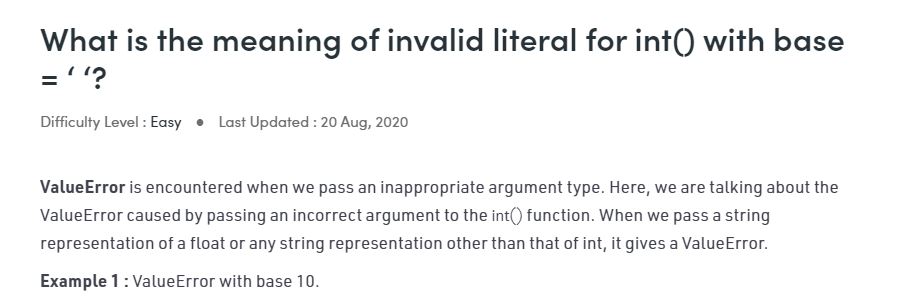 What is the meaning of invalid literal for int() with base
= ‘ ‘?
Difficulty Level : Easy ● Last Updated : 20 Aug, 2020
ValueError is encountered when we pass an inappropriate argument type. Here, we are talking about the
ValueError caused by passing an incorrect argument to the int() function. When we pass a string
representation of a float or any string representation other than that of int, it gives a ValueError.
Example 1 : ValueError with base 10.